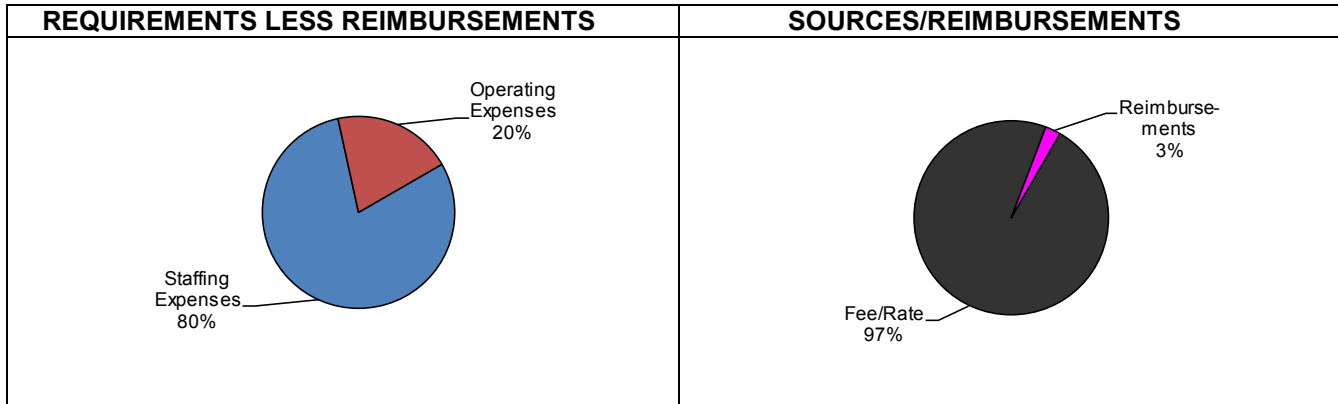 REQUIREMENTS LESS REIMBURSEMENTS
Operating
Expenses
20%
Staffing
Expenses
80%
SOURCES/REIMBURSEMENTS
Reimburse-
ments
3%
Fee/Rate
97%